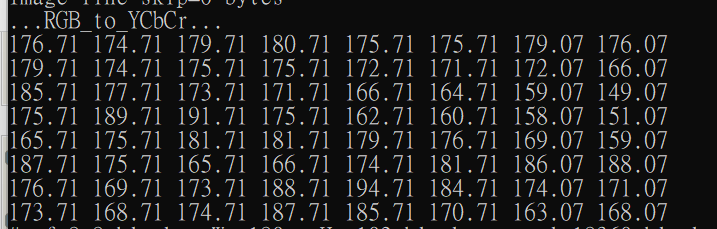 Image line skip=0 bytes
...RGB_to_YCbCr...
176.71 174.71 179.71 180.71 175.71 175.71 179.07 176.07
179.71 174.71 175.71 175.71 172.71 171.71 172.07 166.07
185.71 177.71 173.71 171.71 166.71 164.71 159.07 149.07
175.71 189.71 191.71 175.71 162.71 160.71 158.07 151.07
165.71 175.71 181.71 181.71 179.71 176.71 169.07 159.07
187.71 175.71 165.71 166.71 174.71 181.71 186.07 188.07
176.71 169.71 173.71 188.71 194.71 184.71 174.07 171.07
173.71 168.71 174.71 187.71 185.71 170.71 163.07 168.07